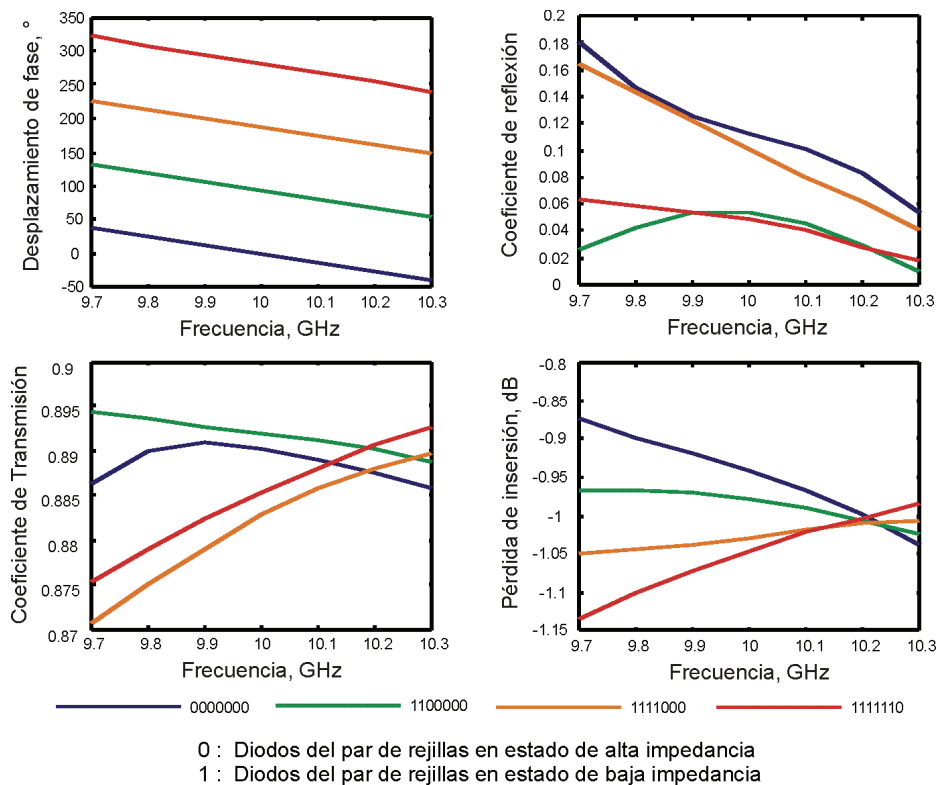 Desplazamiento de fase, °
350
300
250
200
150
100
50
0
-50
9.7 9.8 9.9 10 10.1 10.2 10.3
Frecuencia, GHz
Coeficiente de reflexión
0.2
0.18
0.16
0.14
0.12
0.1
0.08
0.06
0.04
0.02
0
9.7 9.8 9.9 10 10.1 10.2 10.3
Frecuencia, GHz
Coeficiente de Transmisión
0.9
0.895
0.89
0.885
0.88
0.875
0.87
9.7 9.8 9.9 10 10.1 10.2 10.3
Frecuencia, GHz
Pérdida de insersión, dB
-0.8
-0.85
-0.9
-0.95
-1
-1.05
-1.1
-1.15
9.7 9.8 9.9 10 10.1 10.2 10.3
Frecuencia, GHz
0000000 1100000 1111000 1111110
0 : Diodos del par de rejillas en estado de alta impedancia
1 : Diodos del par de rejillas en estado de baja impedancia